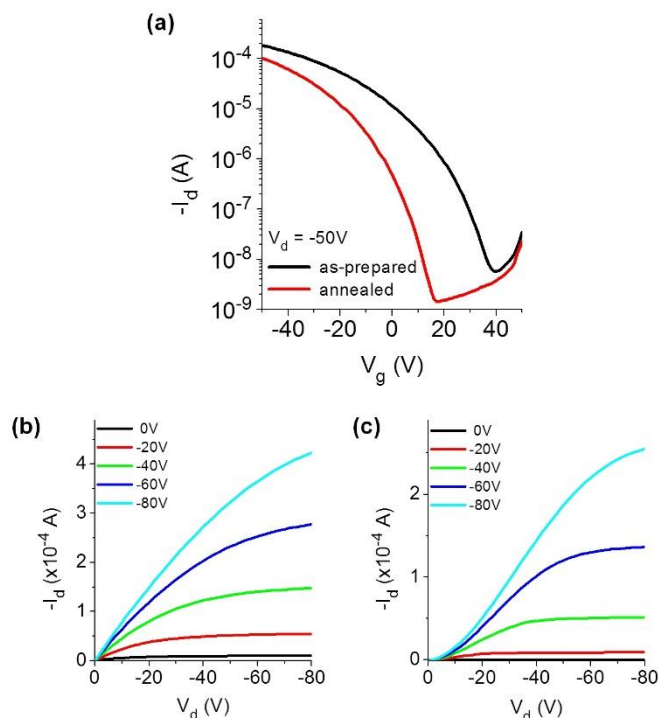 (a)
10⁻⁴
10⁻⁵
10⁻⁶
10⁻⁷
10⁻⁸
10⁻⁹
-I_d (A)
V_d = -50V
as-prepared
annealed
-40 -20 0 20 40
V_g (V)
(b)
0V
-20V
-40V
-60V
-80V
4
3
2
1
0
-I_d (x10⁻⁴ A)
0 -20 -40 -60 -80
V_d (V)
(c)
0V
-20V
-40V
-60V
-80V
2
1
0
-I_d (x10⁻⁴ A)
0 -20 -40 -60 -80
V_d (V)